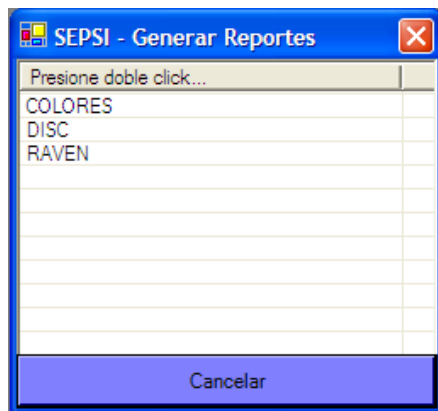 SEPSI - Generar Reportes
Presione doble click...
COLORES
DISC
RAVEN
Cancelar